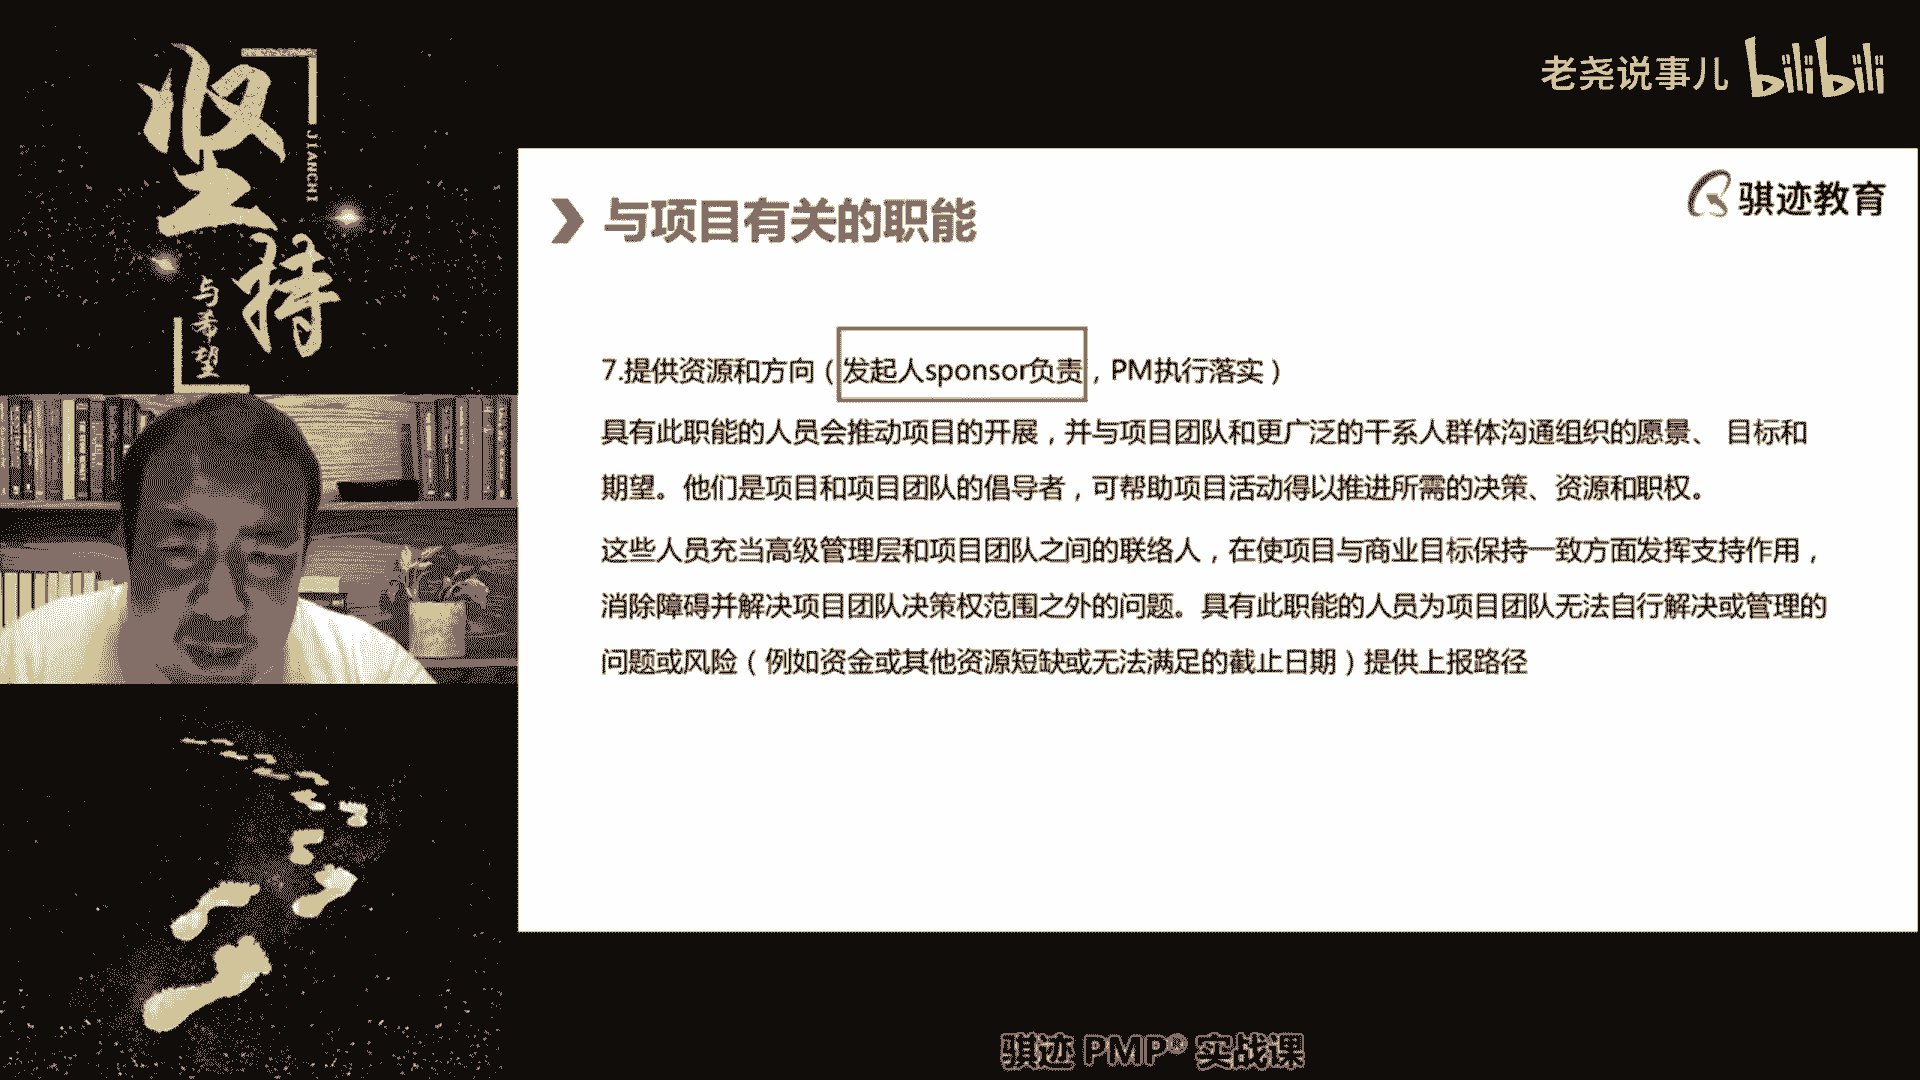 坚
持
JIANCHI
与希望
老尧说事儿 bilibili
骐迹教育
与项目有关的职能
7.提供资源和方向（发起人sponsor负责，PM执行落实）
具有此职能的人员会推动项目的开展，并与项目团队和更广泛的干系人群体沟通组织的愿景、 目标和
期望。他们是项目和项目团队的倡导者，可帮助项目活动得以推进所需的决策、资源和职权。
这些人员充当高级管理层和项目团队之间的联络人，在使项目与商业目标保持一致方面发挥支持作用，
消除障碍并解决项目团队决策权范围之外的问题。具有此职能的人员为项目团队无法自行解决或管理的
问题或风险（例如资金或其他资源短缺或无法满足的截止日期）提供上报路径
骐迹 PMP® 实战课